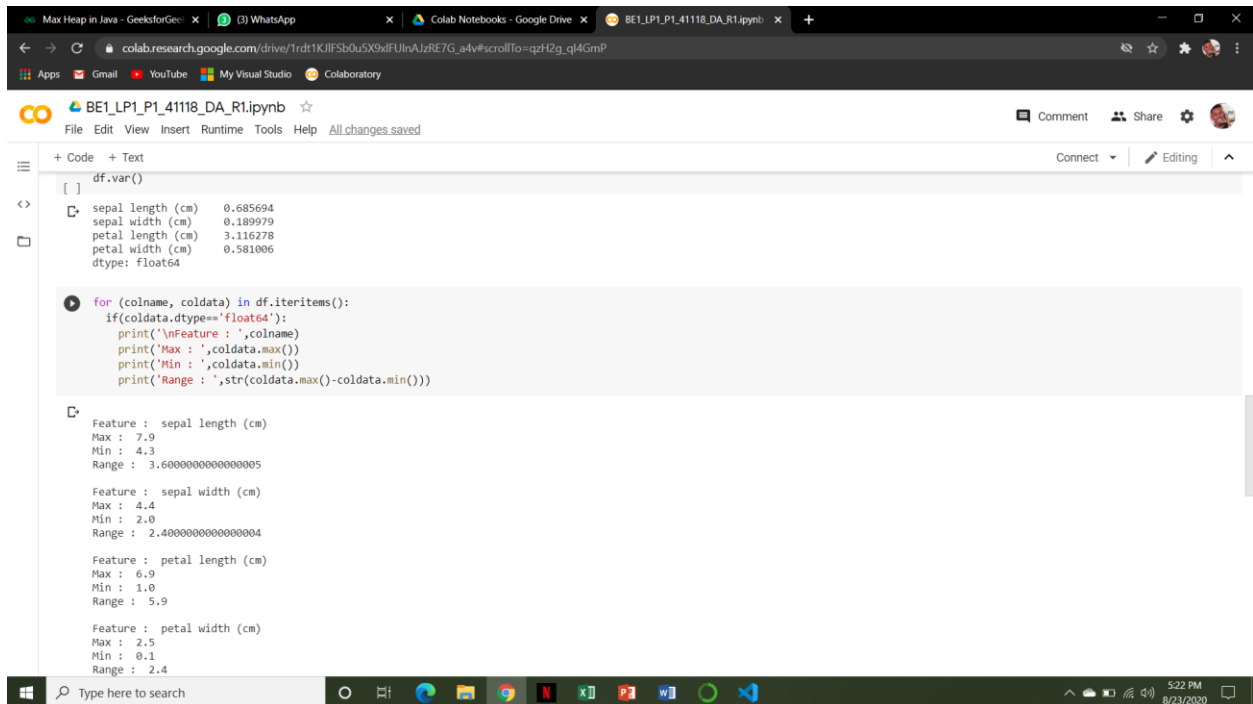 Max Heap in Java - GeeksforGee
(3) WhatsApp
Colab Notebooks - Google Drive
BE1_LP1_P1_41118_DA_R1.ipynb
colab.research.google.com/drive/1rdt1KJlFSb0u5X9xlFUlnAJzRE7G_a4v#scrollTo=qzH2g_ql4GmP
Apps Gmail YouTube My Visual Studio Colaboratory
CO BE1_LP1_P1_41118_DA_R1.ipynb
Comment Share
File Edit View Insert Runtime Tools Help All changes saved
+ Code + Text Connect Editing
[ ] df.var()
sepal length (cm) 0.685694
sepal width (cm) 0.189979
petal length (cm) 3.116278
petal width (cm) 0.581006
dtype: float64
for (colname, coldata) in df.iteritems():
if(coldata.dtype=='float64'):
print('\nFeature : ',colname)
print('Max : ',coldata.max())
print('Min : ',coldata.min())
print('Range : ',str(coldata.max()-coldata.min()))
Feature : sepal length (cm)
Max : 7.9
Min : 4.3
Range : 3.6000000000000005
Feature : sepal width (cm)
Max : 4.4
Min : 2.0
Range : 2.4000000000000004
Feature : petal length (cm)
Max : 6.9
Min : 1.0
Range : 5.9
Feature : petal width (cm)
Max : 2.5
Min : 0.1
Range : 2.4
Type here to search
5:22 PM
8/23/2020